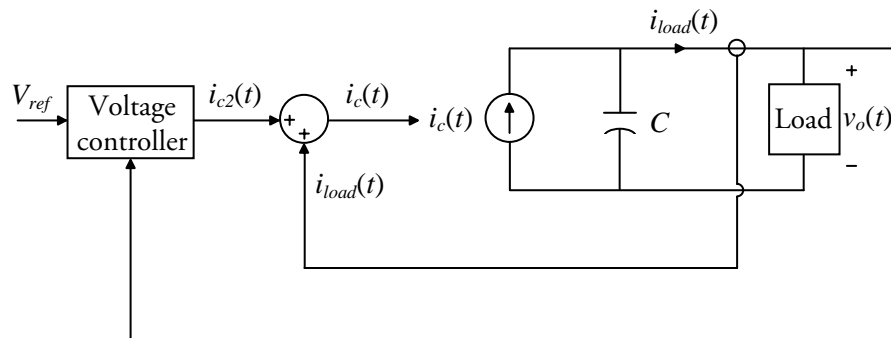 i_load(t)
V_ref
Voltage
controller
i_c2(t)
i_c(t)
+
+
i_load(t)
i_c(t)
C
Load
+
v_o(t)
−